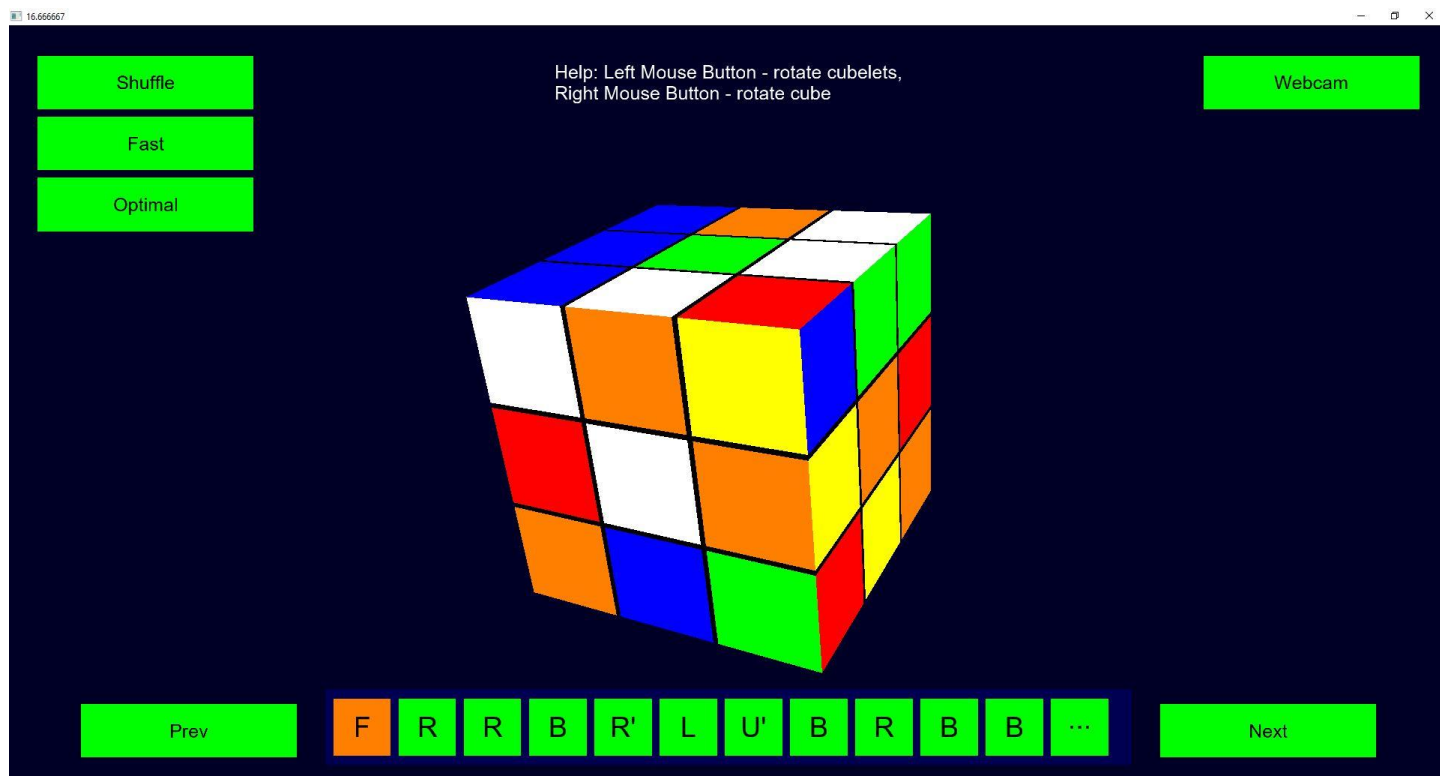 16.666667
Shuffle
Help: Left Mouse Button - rotate cubelets,
Right Mouse Button - rotate cube
Webcam
Fast
Optimal
Prev
F R R B R' L U' B R B B ...
Next